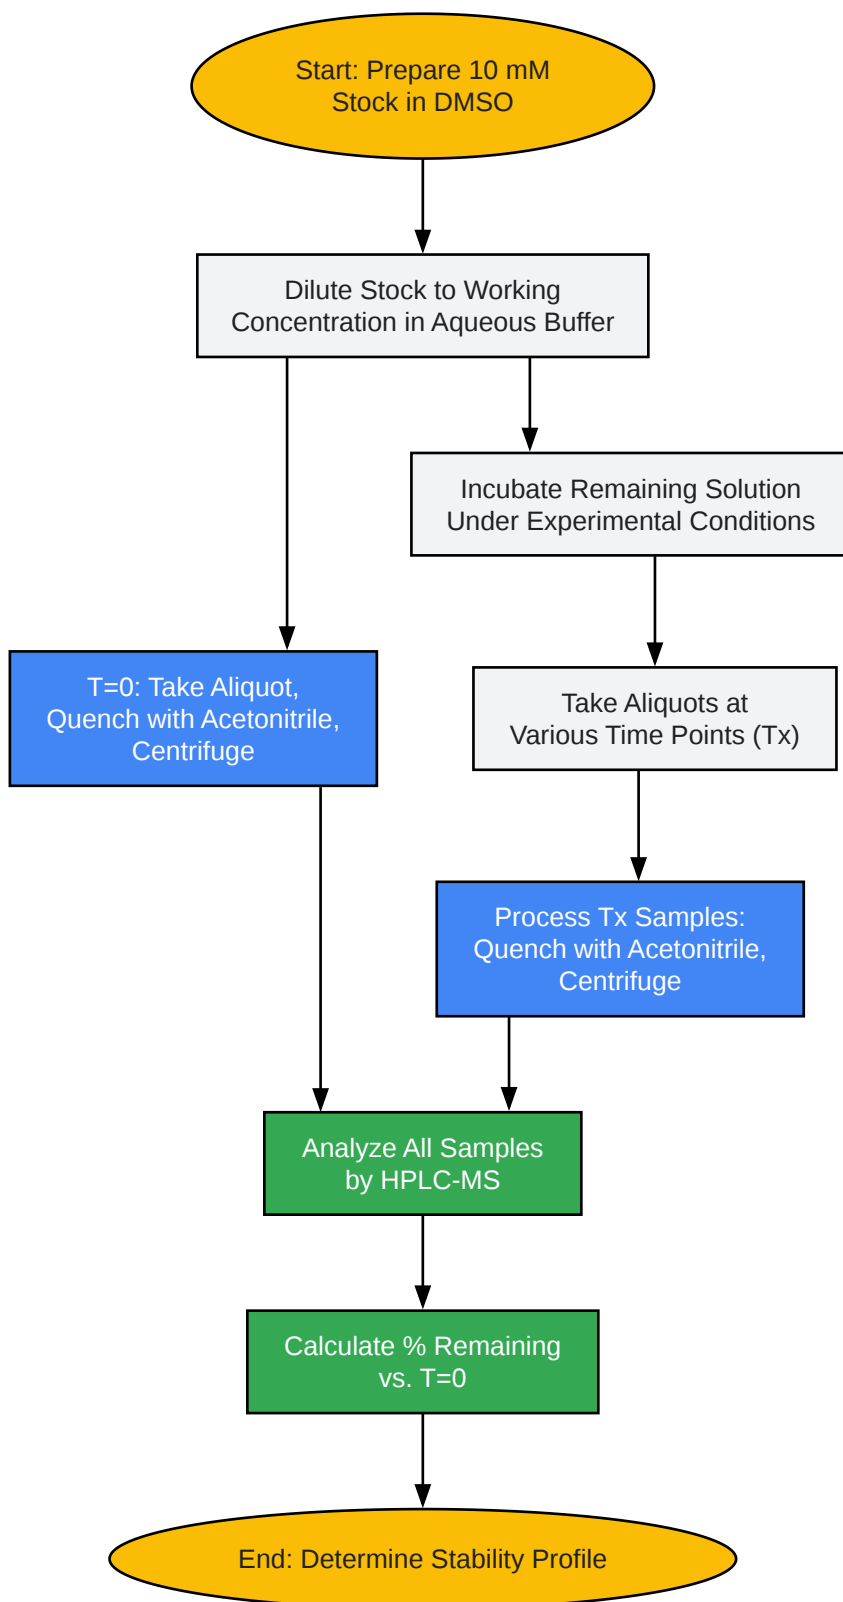 Start: Prepare 10 mM
Stock in DMSO
Dilute Stock to Working
Concentration in Aqueous Buffer
Incubate Remaining Solution
Under Experimental Conditions
T=0: Take Aliquot,
Quench with Acetonitrile,
Centrifuge
Take Aliquots at
Various Time Points (Tx)
Process Tx Samples:
Quench with Acetonitrile,
Centrifuge
Analyze All Samples
by HPLC-MS
Calculate % Remaining
vs. T=0
End: Determine Stability Profile